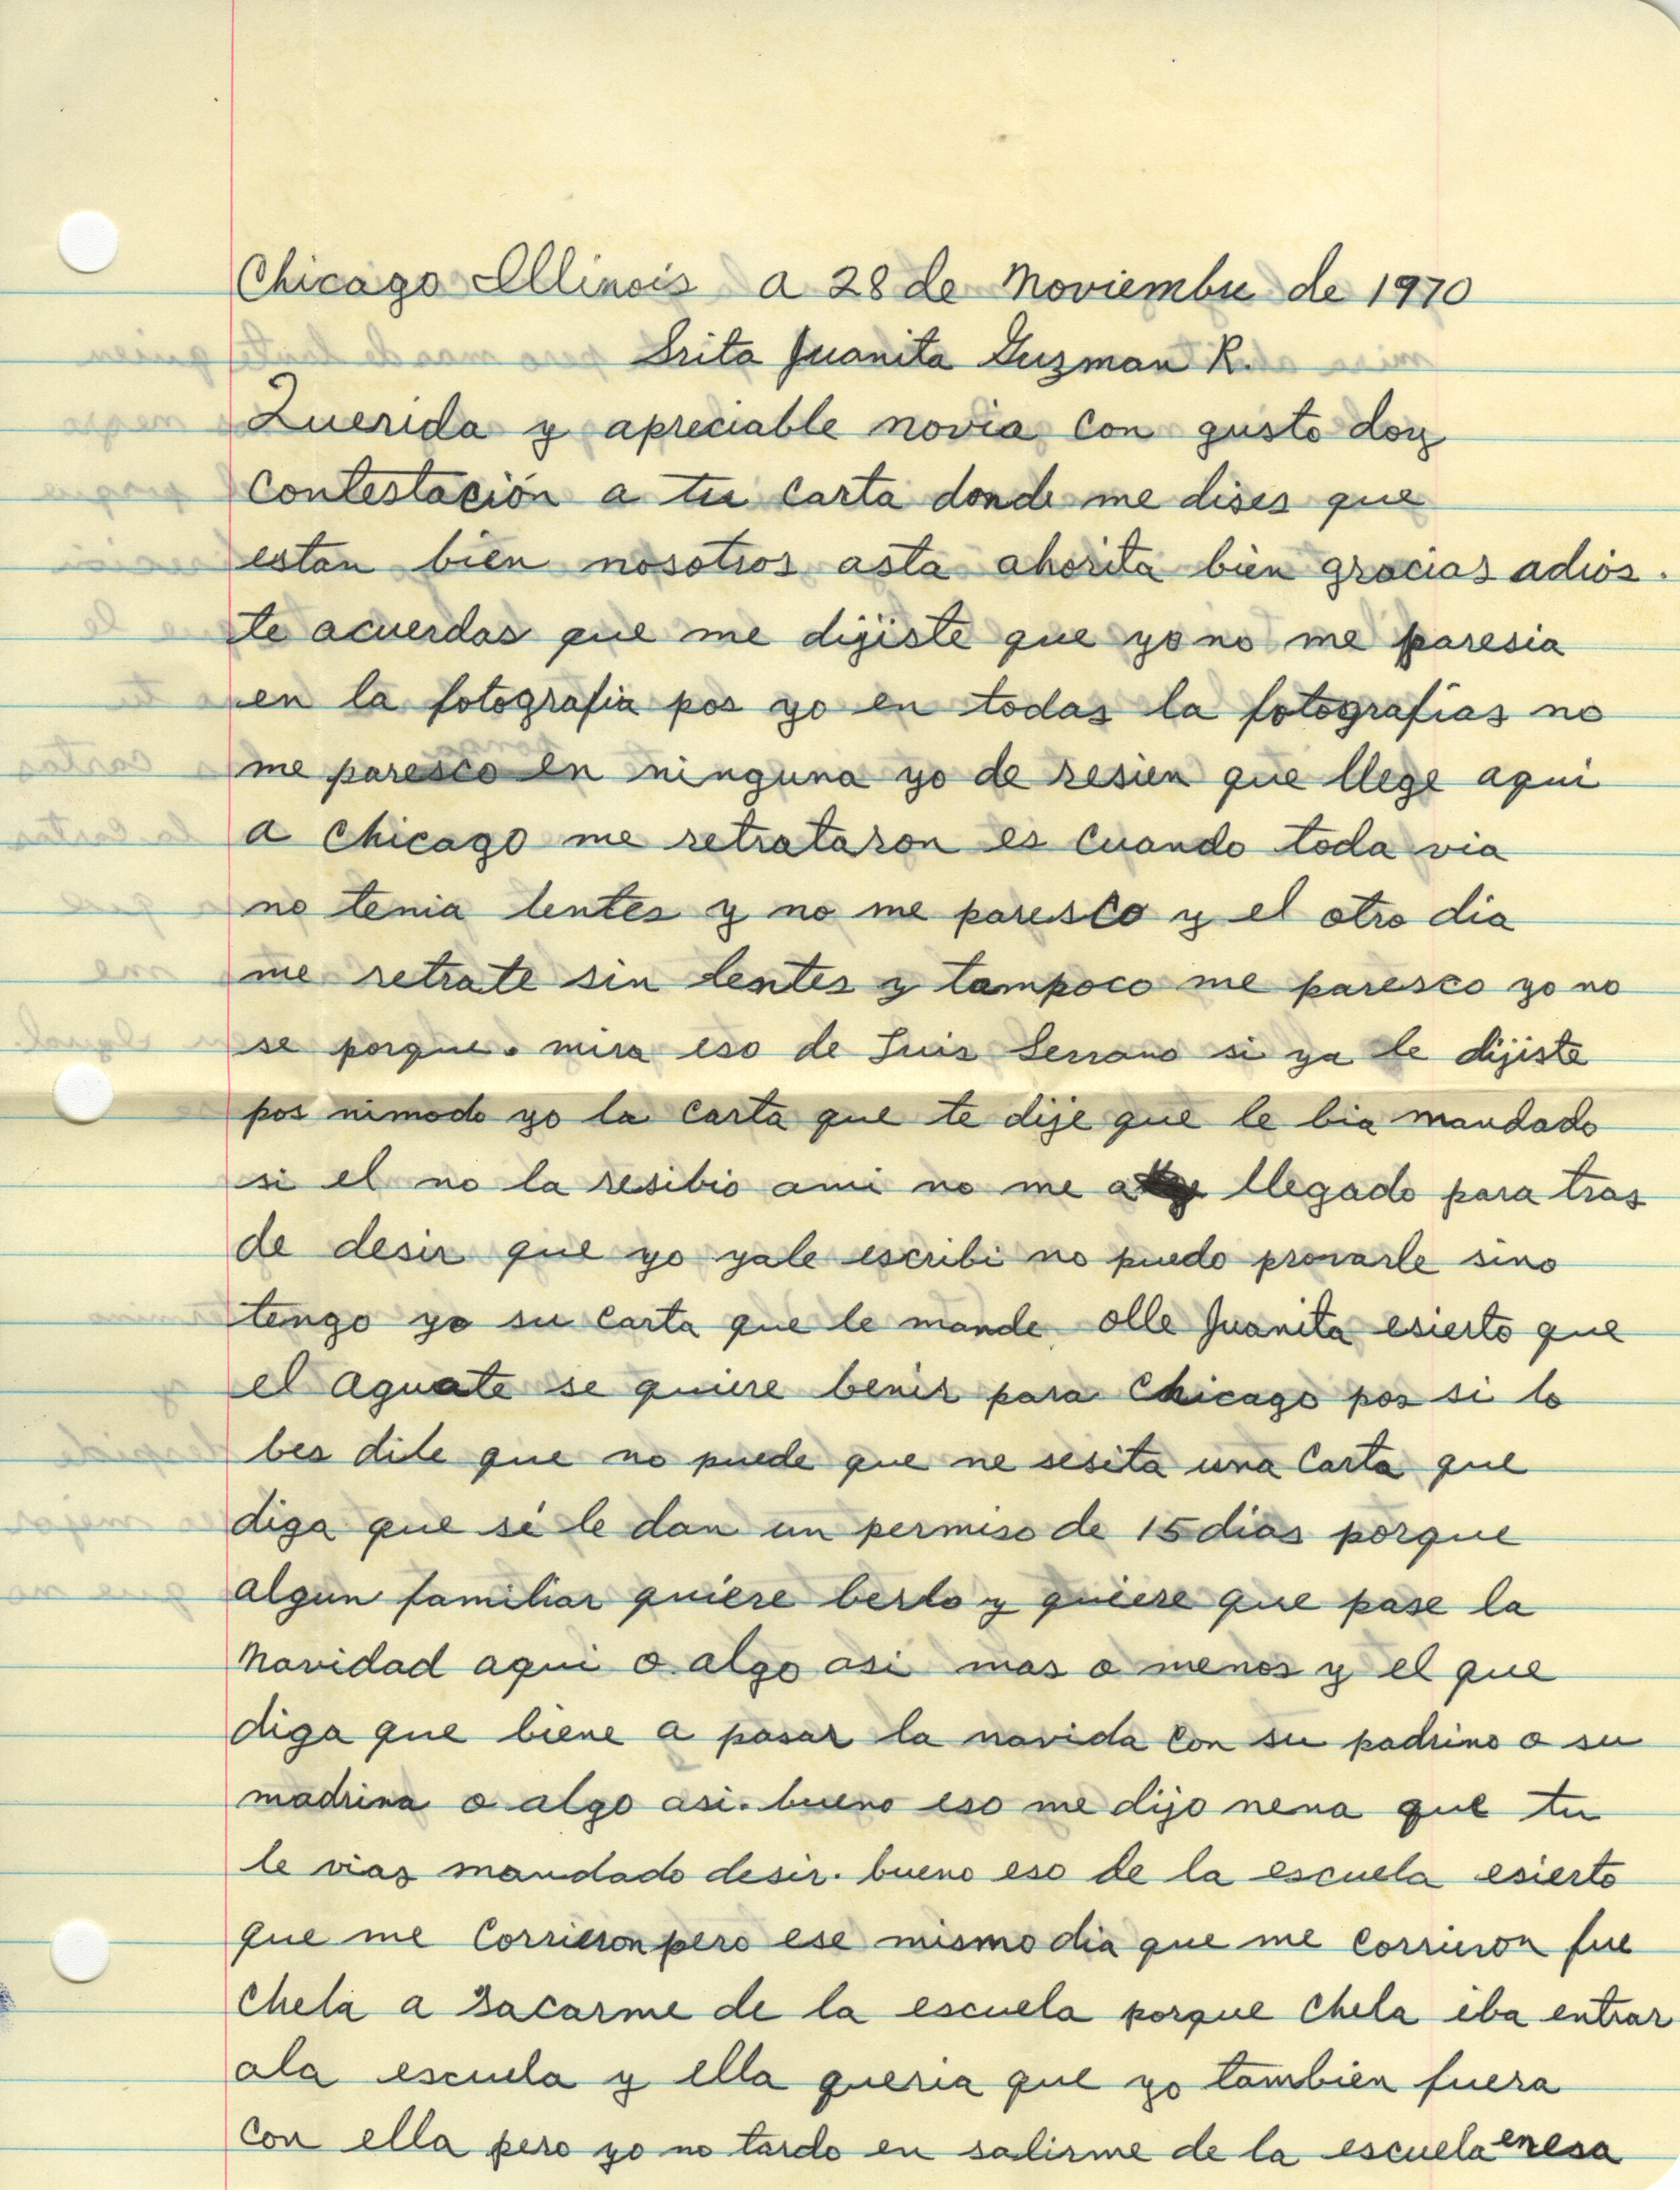 Chicago Illinois a 28 de Noviembre de 1970
Srita Juanita Guzman R.
Querida y apreciable novia con gusto doy
contestación a tu carta donde me dises que
estan bien nosotros asta ahorita bien gracias adiós.
te acuerdas que me dijiste que yo no me paresia
en la fotografia pos yo en todas la fotografias no
me paresco en ninguna yo de resien que llege aqui
a chicago me retrataron es cuando toda via
no tenia lentes y no me paresco y el otro dia
me retrate sin lentes y tampoco me paresco yo no
se porque. mira eso de Luis Serrano si ya le dijiste
pos nimodo yo la carta que te dije que le bia mandado
si el no la resibio ami no me a llegado para tras
de desir que yo yale escribi no puedo provarle sino
tengo yo su carta que le mande. olle Juanita esierto que
el aguate se quiere benir para Chicago pos si lo
bes dile que no puede que ne sesita una carta que
diga que sé le dan un permiso de 15 dias porque
algun familiar quiere berlo y quiere que pase la
Navidad aqui o algo asi mas o menos y el que
diga que biene a pasar la navida con su padrino o su
madrina o algo asi. bueno eso me dijo nena que tu
le vias mandado desir. bueno eso de la escuela esierto
que me corrieron pero ese mismo dia que me corrieron fue
Chela a sacarme de la escuela porque Chela iba entrar
ala escuela y ella queria que yo tambien fuera
con ella pero yo no tardo en salirme de la escuela enesa